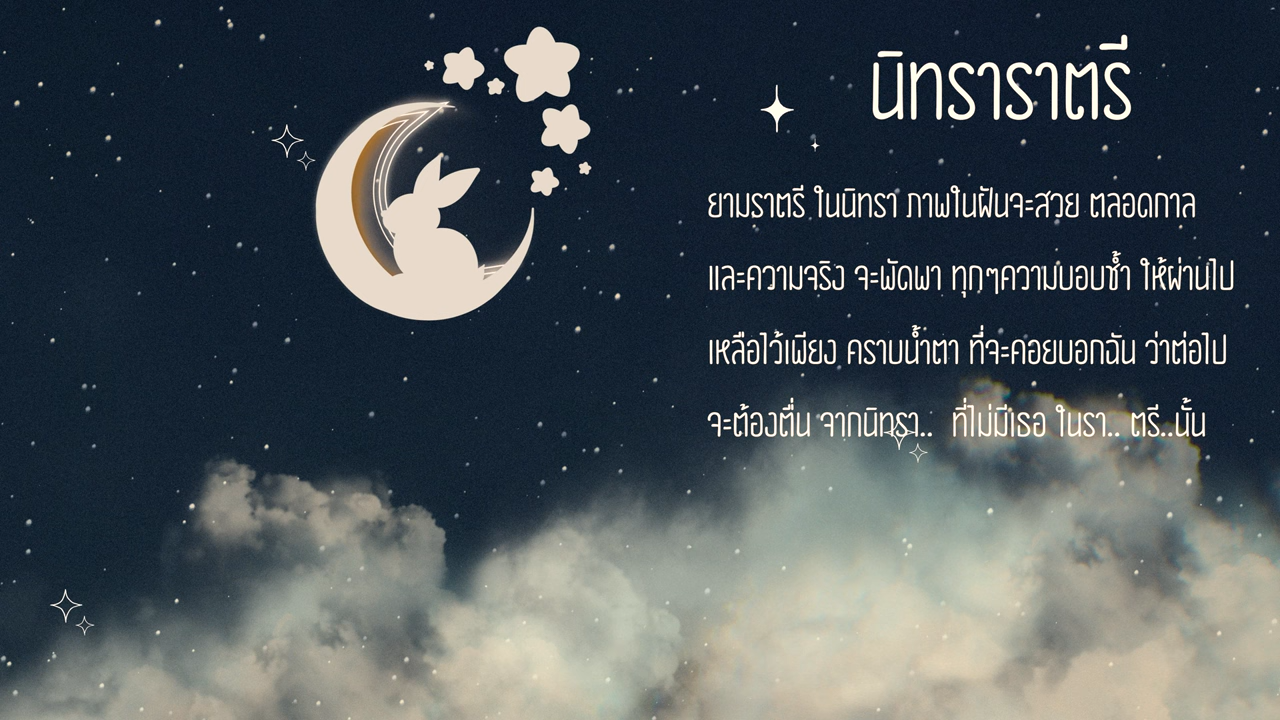 นิทราราตรี
ยามราตรี ในนิทรา ภาพในฝันจะสวย ตลอดกาล
และความจริง จะพัดพา ทุกๆความบอบช้ำ ให้ผ่านไป
เหลือไว้เพียง คราบน้ำตา ที่จะคอยบอกฉัน ว่าต่อไป
จะต้องตื่น จากนิทรา.. ที่ไม่มีเธอ ในรา.. ตรี..นั้น